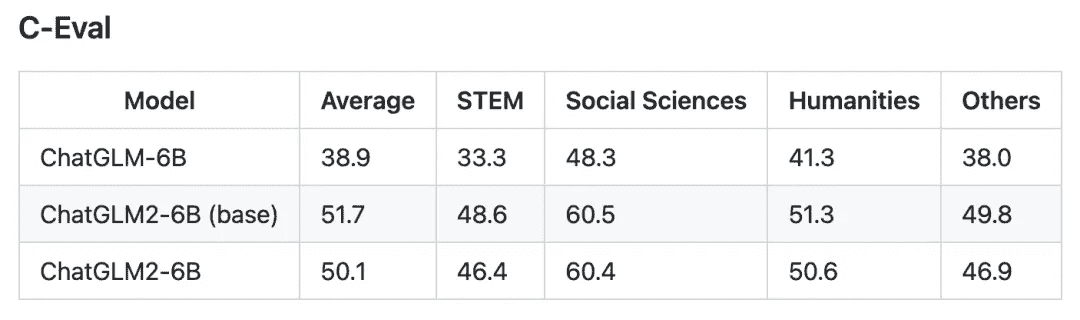 C-Eval
Model Average STEM Social Sciences Humanities Others
ChatGLM-6B 38.9 33.3 48.3 41.3 38.0
ChatGLM2-6B (base) 51.7 48.6 60.5 51.3 49.8
ChatGLM2-6B 50.1 46.4 60.4 50.6 46.9